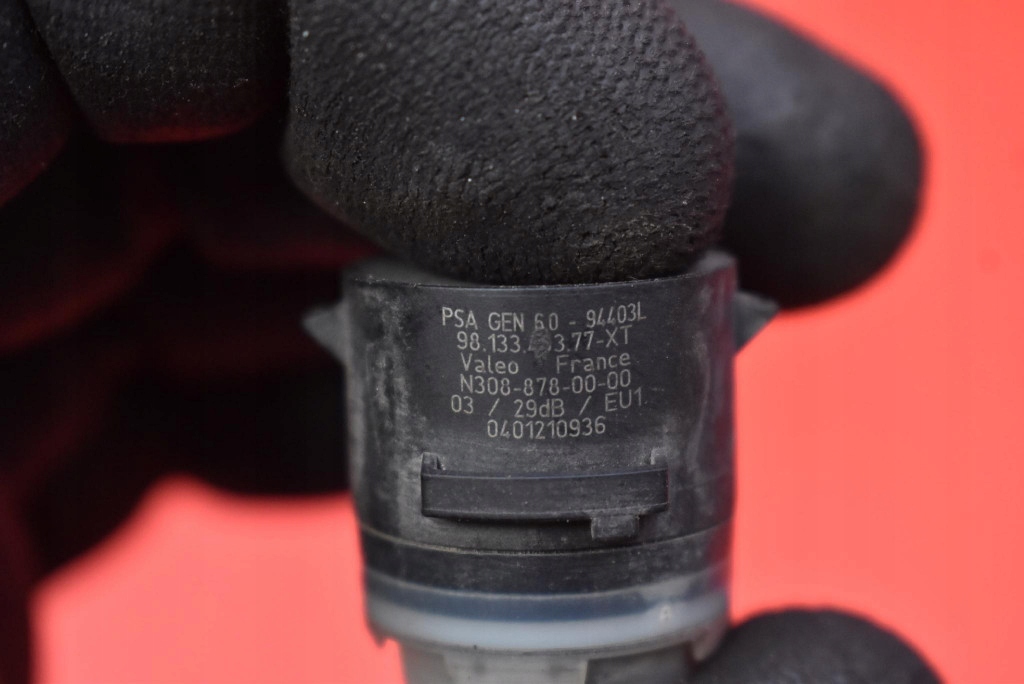 PSA GEN 6.0 - 94403L
Valeo France
N308-878-00-00
03 / 29dB / EU1.
0401210936